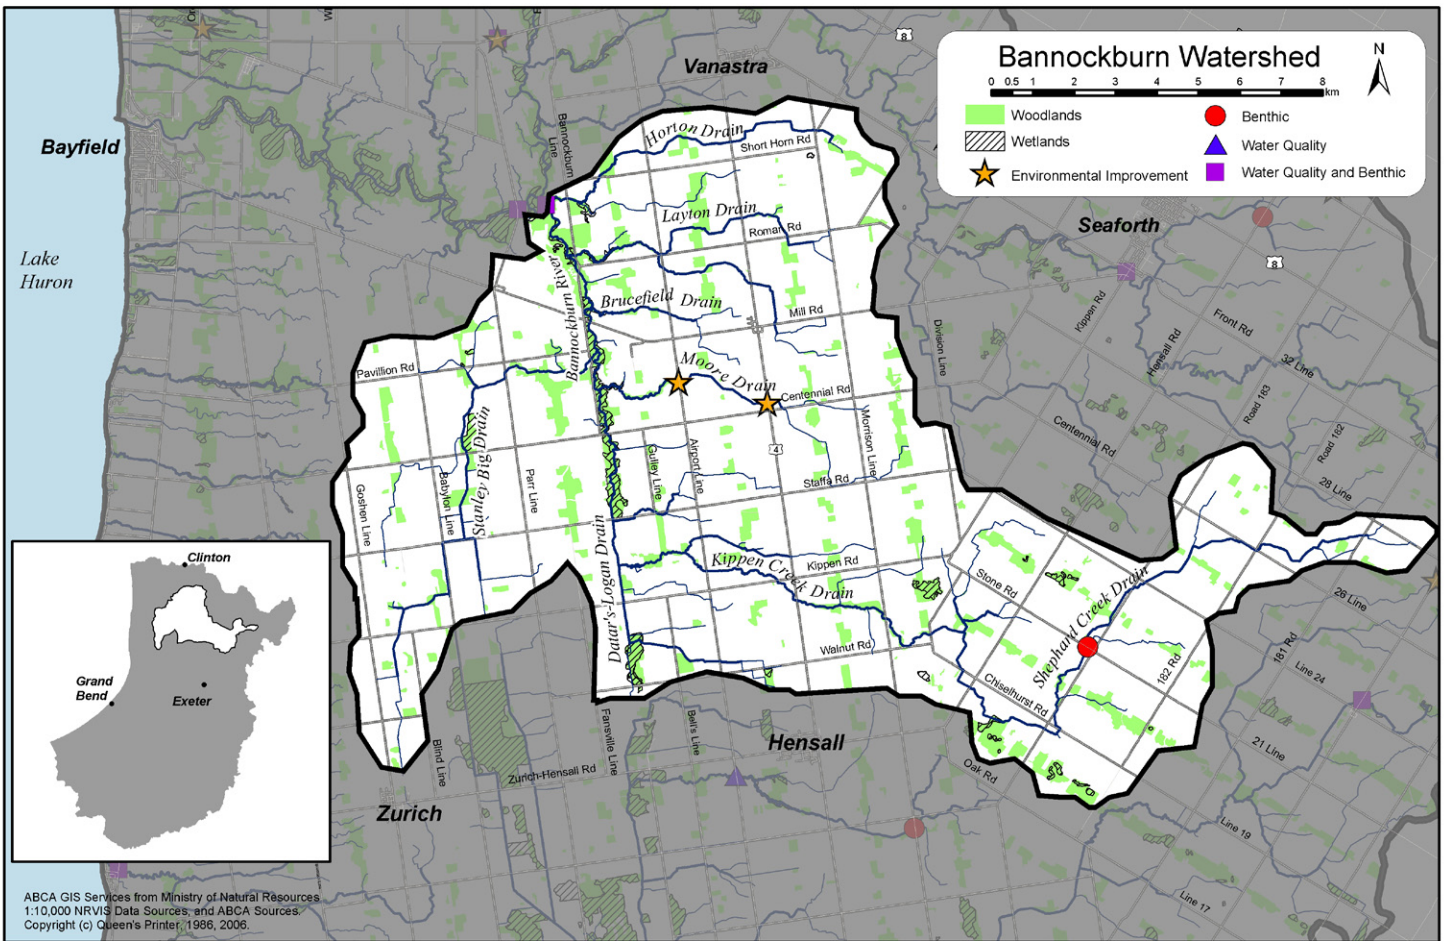 Bannockburn Watershed
N
0 0.5 1 2 3 4 5 6 7 8
km
Woodlands
Benthic
Wetlands
Water Quality
Environmental Improvement
Water Quality and Benthic
8
Vanastra
Bayfield
Bannockburn Line
Horton Drain
Short Horn Rd
Layton Drain
Roman Rd
Seaforth
8
Lake
Huron
Bannockburn River
Brucefield Drain
Mill Rd
Kippen Rd
Front Rd
Division Line
Hensall Rd
32 Line
Pavillion Rd
Moore Drain
Centennial Rd
Road 183
Centennial Rd
Road 182
Morrison Line
4
Stanley Big Drain
Gulley Line
Airport Line
Staffa Rd
28 Line
Goshen Line
Babylon Line
Parr Line
Datar's-Logun Drain
Kippen Creek Drain
Kippen Rd
Stone Rd
Shephard Creek Drain
26 Line
Walnut Rd
182 Rd
181 Rd
Line 24
Chiselhurst Rd
Clinton
Grand
Bend
Exeter
Blind Line
Fansville Line
Bell's Line
Hensall
21 Line
Zurich-Hensall Rd
Oak Rd
Zurich
Line 19
Line 17
ABCA GIS Services from Ministry of Natural Resources
1:10,000 NRVIS Data Sources, and ABCA Sources.
Copyright (c) Queen's Printer, 1986, 2006.